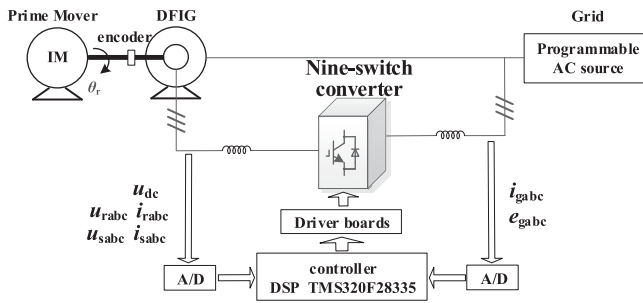 Prime Mover
DFIG
Grid
encoder
IM
θr
Programmable
AC source
Nine-switch
converter
udc
urabc irabc
usabc isabc
igabc
egabc
Driver boards
A/D
controller
DSP TMS320F28335
A/D